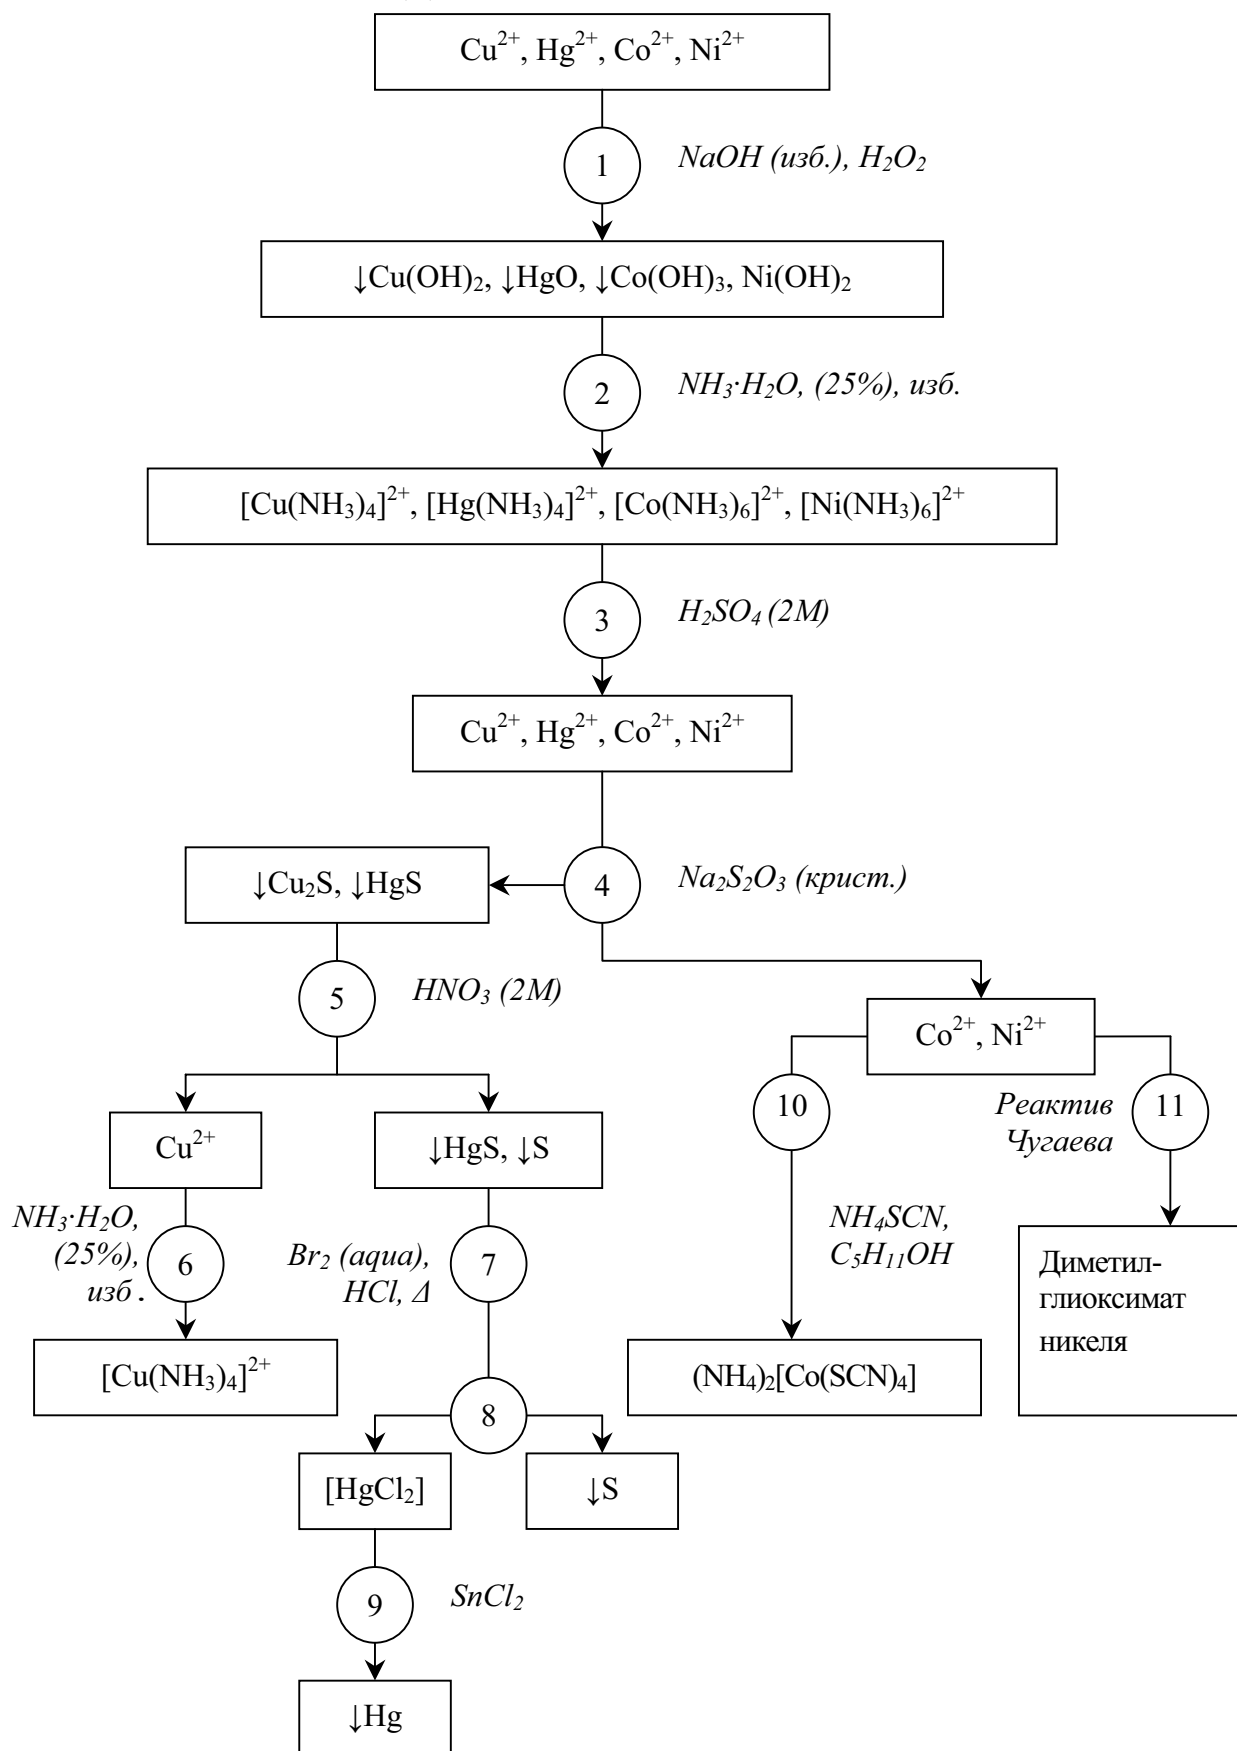 Cu²⁺, Hg²⁺, Co²⁺, Ni²⁺
1
NaOH (изб.), H₂O₂
↓Cu(OH)₂, ↓HgO, ↓Co(OH)₃, Ni(OH)₂
2
NH₃·H₂O, (25%), изб.
[Cu(NH₃)₄]²⁺, [Hg(NH₃)₄]²⁺, [Co(NH₃)₆]²⁺, [Ni(NH₃)₆]²⁺
3
H₂SO₄ (2M)
Cu²⁺, Hg²⁺, Co²⁺, Ni²⁺
↓Cu₂S, ↓HgS
4
Na₂S₂O₃ (крист.)
5
HNO₃ (2M)
Co²⁺, Ni²⁺
10
Реактив
Чугаева
11
Cu²⁺
↓HgS, ↓S
NH₃·H₂O,
(25%),
изб.
6
Br₂ (aqua),
HCl, Δ
7
NH₄SCN,
C₅H₁₁OH
Диметил-
глиоксимат
никеля
[Cu(NH₃)₄]²⁺
(NH₄)₂[Co(SCN)₄]
8
[HgCl₂]
↓S
9
SnCl₂
↓Hg